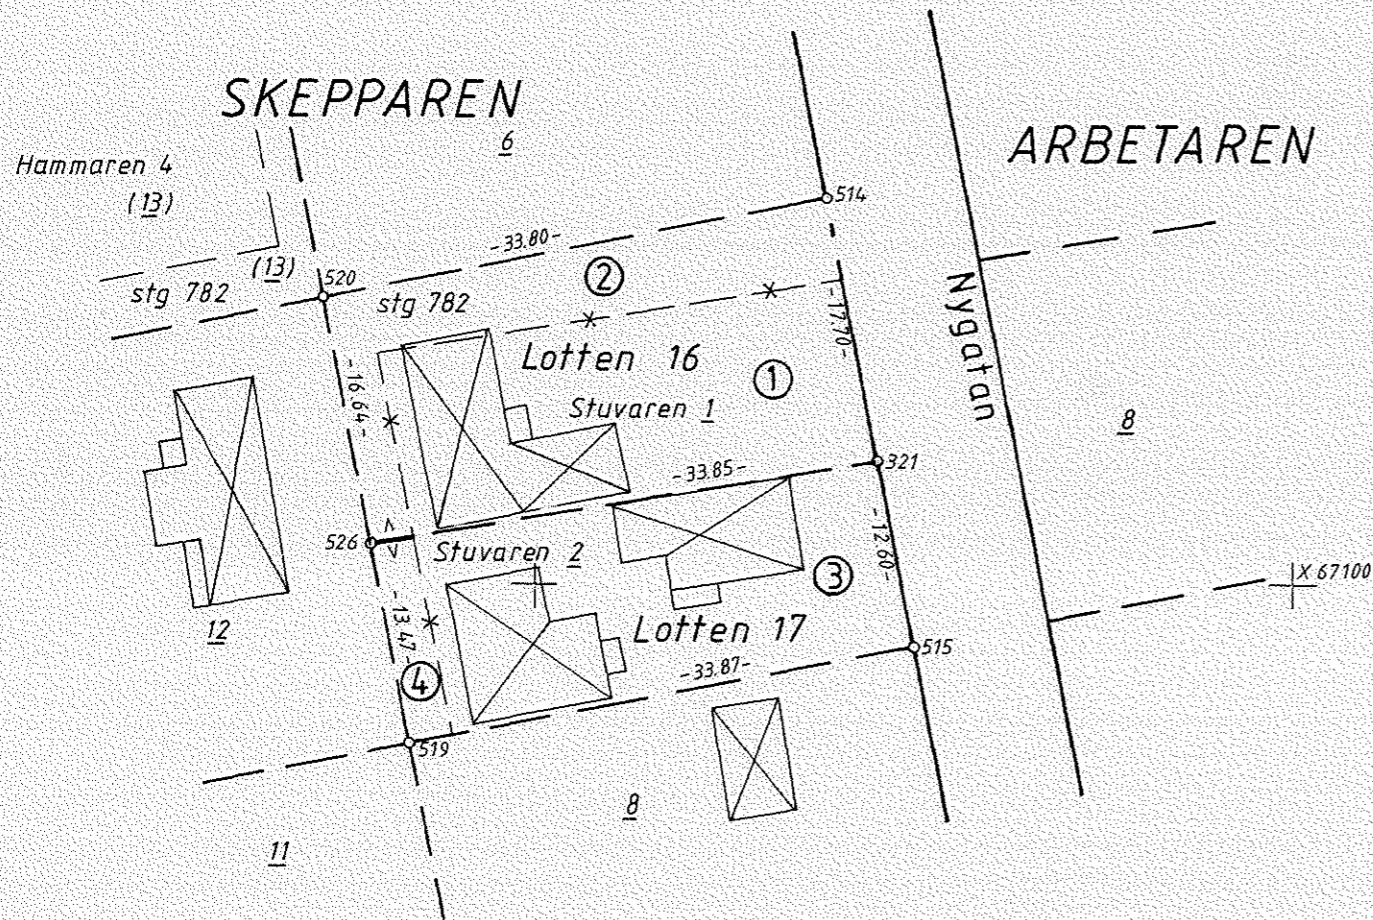 SKEPPAREN
6
ARBETAREN
Hammaren 4
(13)
514
-33.80-
(13)
520
2
stg 782
stg 782
Nygatan
-17.70-
Lotten 16
1
-16.64-
Stuvaren 1
8
-33.85-
321
526
Stuvaren 2
-12.60-
3
X 67100
-13.47-
12
Lotten 17
515
-33.87-
4
519
8
11